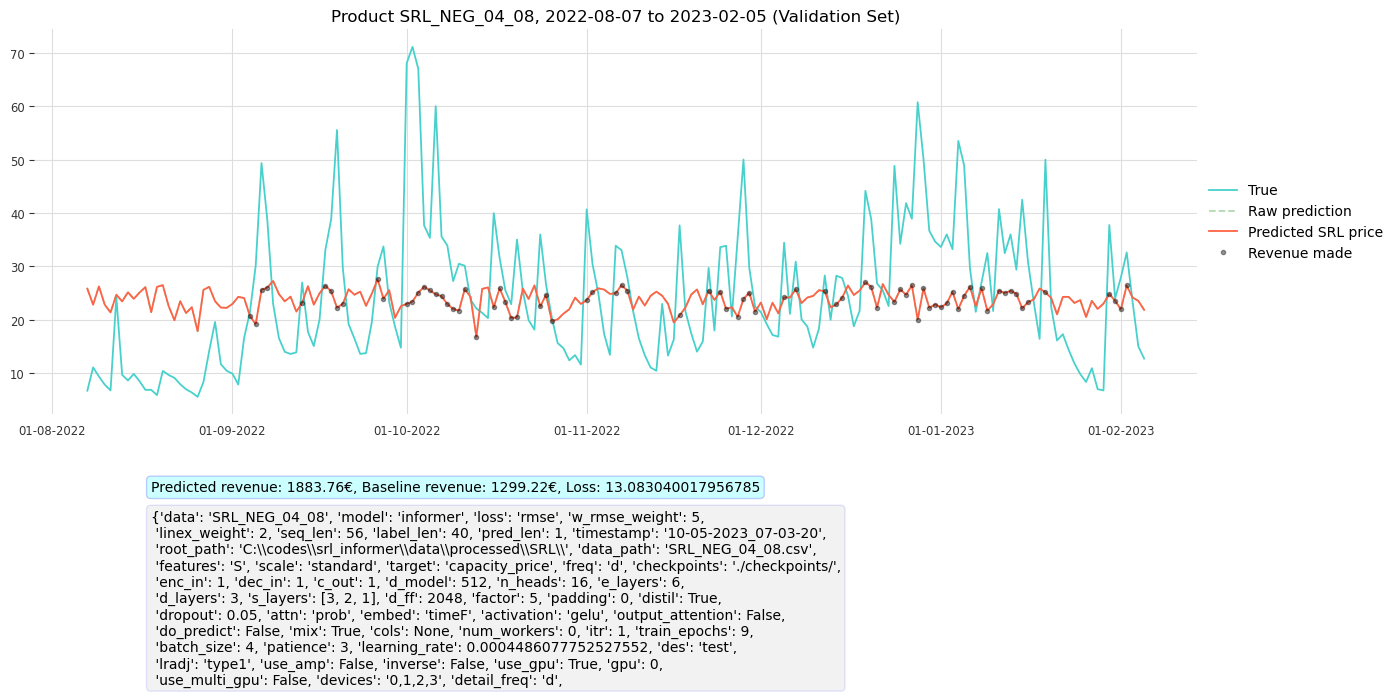 Product SRL_NEG_04_08, 2022-08-07 to 2023-02-05 (Validation Set)
70
60
50
40
30
20
10
01-08-2022 01-09-2022 01-10-2022 01-11-2022 01-12-2022 01-01-2023 01-02-2023
True
Raw prediction
Predicted SRL price
Revenue made
Predicted revenue: 1883.76€, Baseline revenue: 1299.22€, Loss: 13.083040017956785
{'data': 'SRL_NEG_04_08', 'model': 'informer', 'loss': 'rmse', 'w_rmse_weight': 5,
'linex_weight': 2, 'seq_len': 56, 'label_len': 40, 'pred_len': 1, 'timestamp': '10-05-2023_07-03-20',
'root_path': 'C:\\codes\\srl_informer\\data\\processed\\SRL\\', 'data_path': 'SRL_NEG_04_08.csv',
'features': 'S', 'scale': 'standard', 'target': 'capacity_price', 'freq': 'd', 'checkpoints': './checkpoints/',
'enc_in': 1, 'dec_in': 1, 'c_out': 1, 'd_model': 512, 'n_heads': 16, 'e_layers': 6,
'd_layers': 3, 's_layers': [3, 2, 1], 'd_ff': 2048, 'factor': 5, 'padding': 0, 'distil': True,
'dropout': 0.05, 'attn': 'prob', 'embed': 'timeF', 'activation': 'gelu', 'output_attention': False,
'do_predict': False, 'mix': True, 'cols': None, 'num_workers': 0, 'itr': 1, 'train_epochs': 9,
'batch_size': 4, 'patience': 3, 'learning_rate': 0.0004486077752527552, 'des': 'test',
'lradj': 'type1', 'use_amp': False, 'inverse': False, 'use_gpu': True, 'gpu': 0,
'use_multi_gpu': False, 'devices': '0,1,2,3', 'detail_freq': 'd',